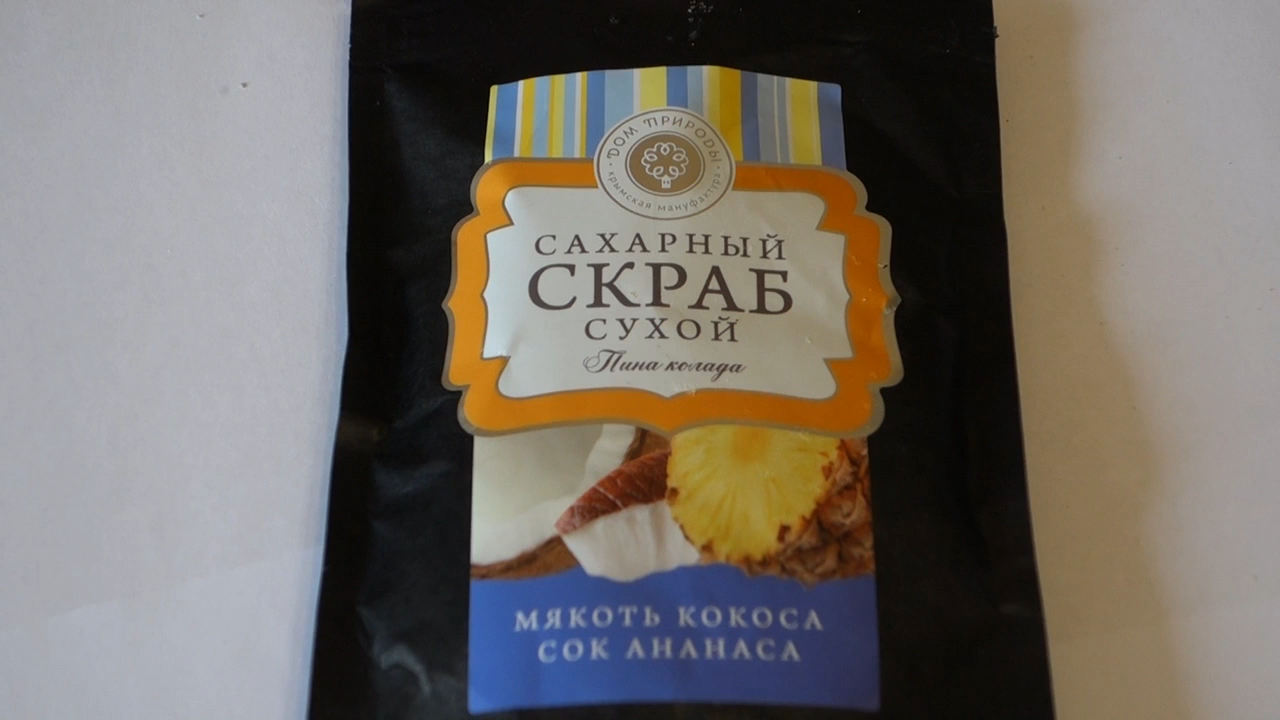 ДОМ ПРИРОДЫ
крымская мануфактура
САХАРНЫЙ
СКРАБ
СУХОЙ
Пина колада
МЯКОТЬ КОКОСА
СОК АНАНАСА